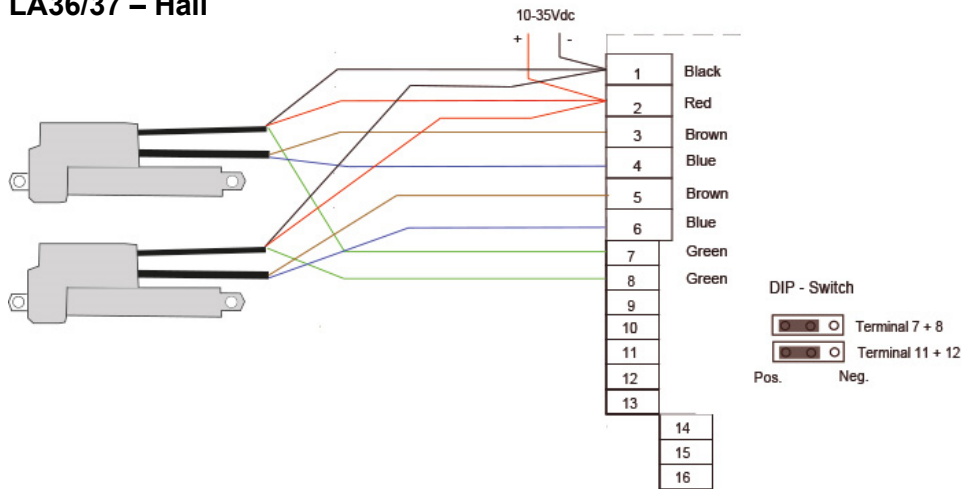 LA36/37 – Hall
10-35Vdc
+ -
1 Black
2 Red
3 Brown
4 Blue
5 Brown
6 Blue
7 Green
8 Green
9
10
11
12
13
14
15
16
DIP - Switch
Terminal 7 + 8
Terminal 11 + 12
Pos. Neg.